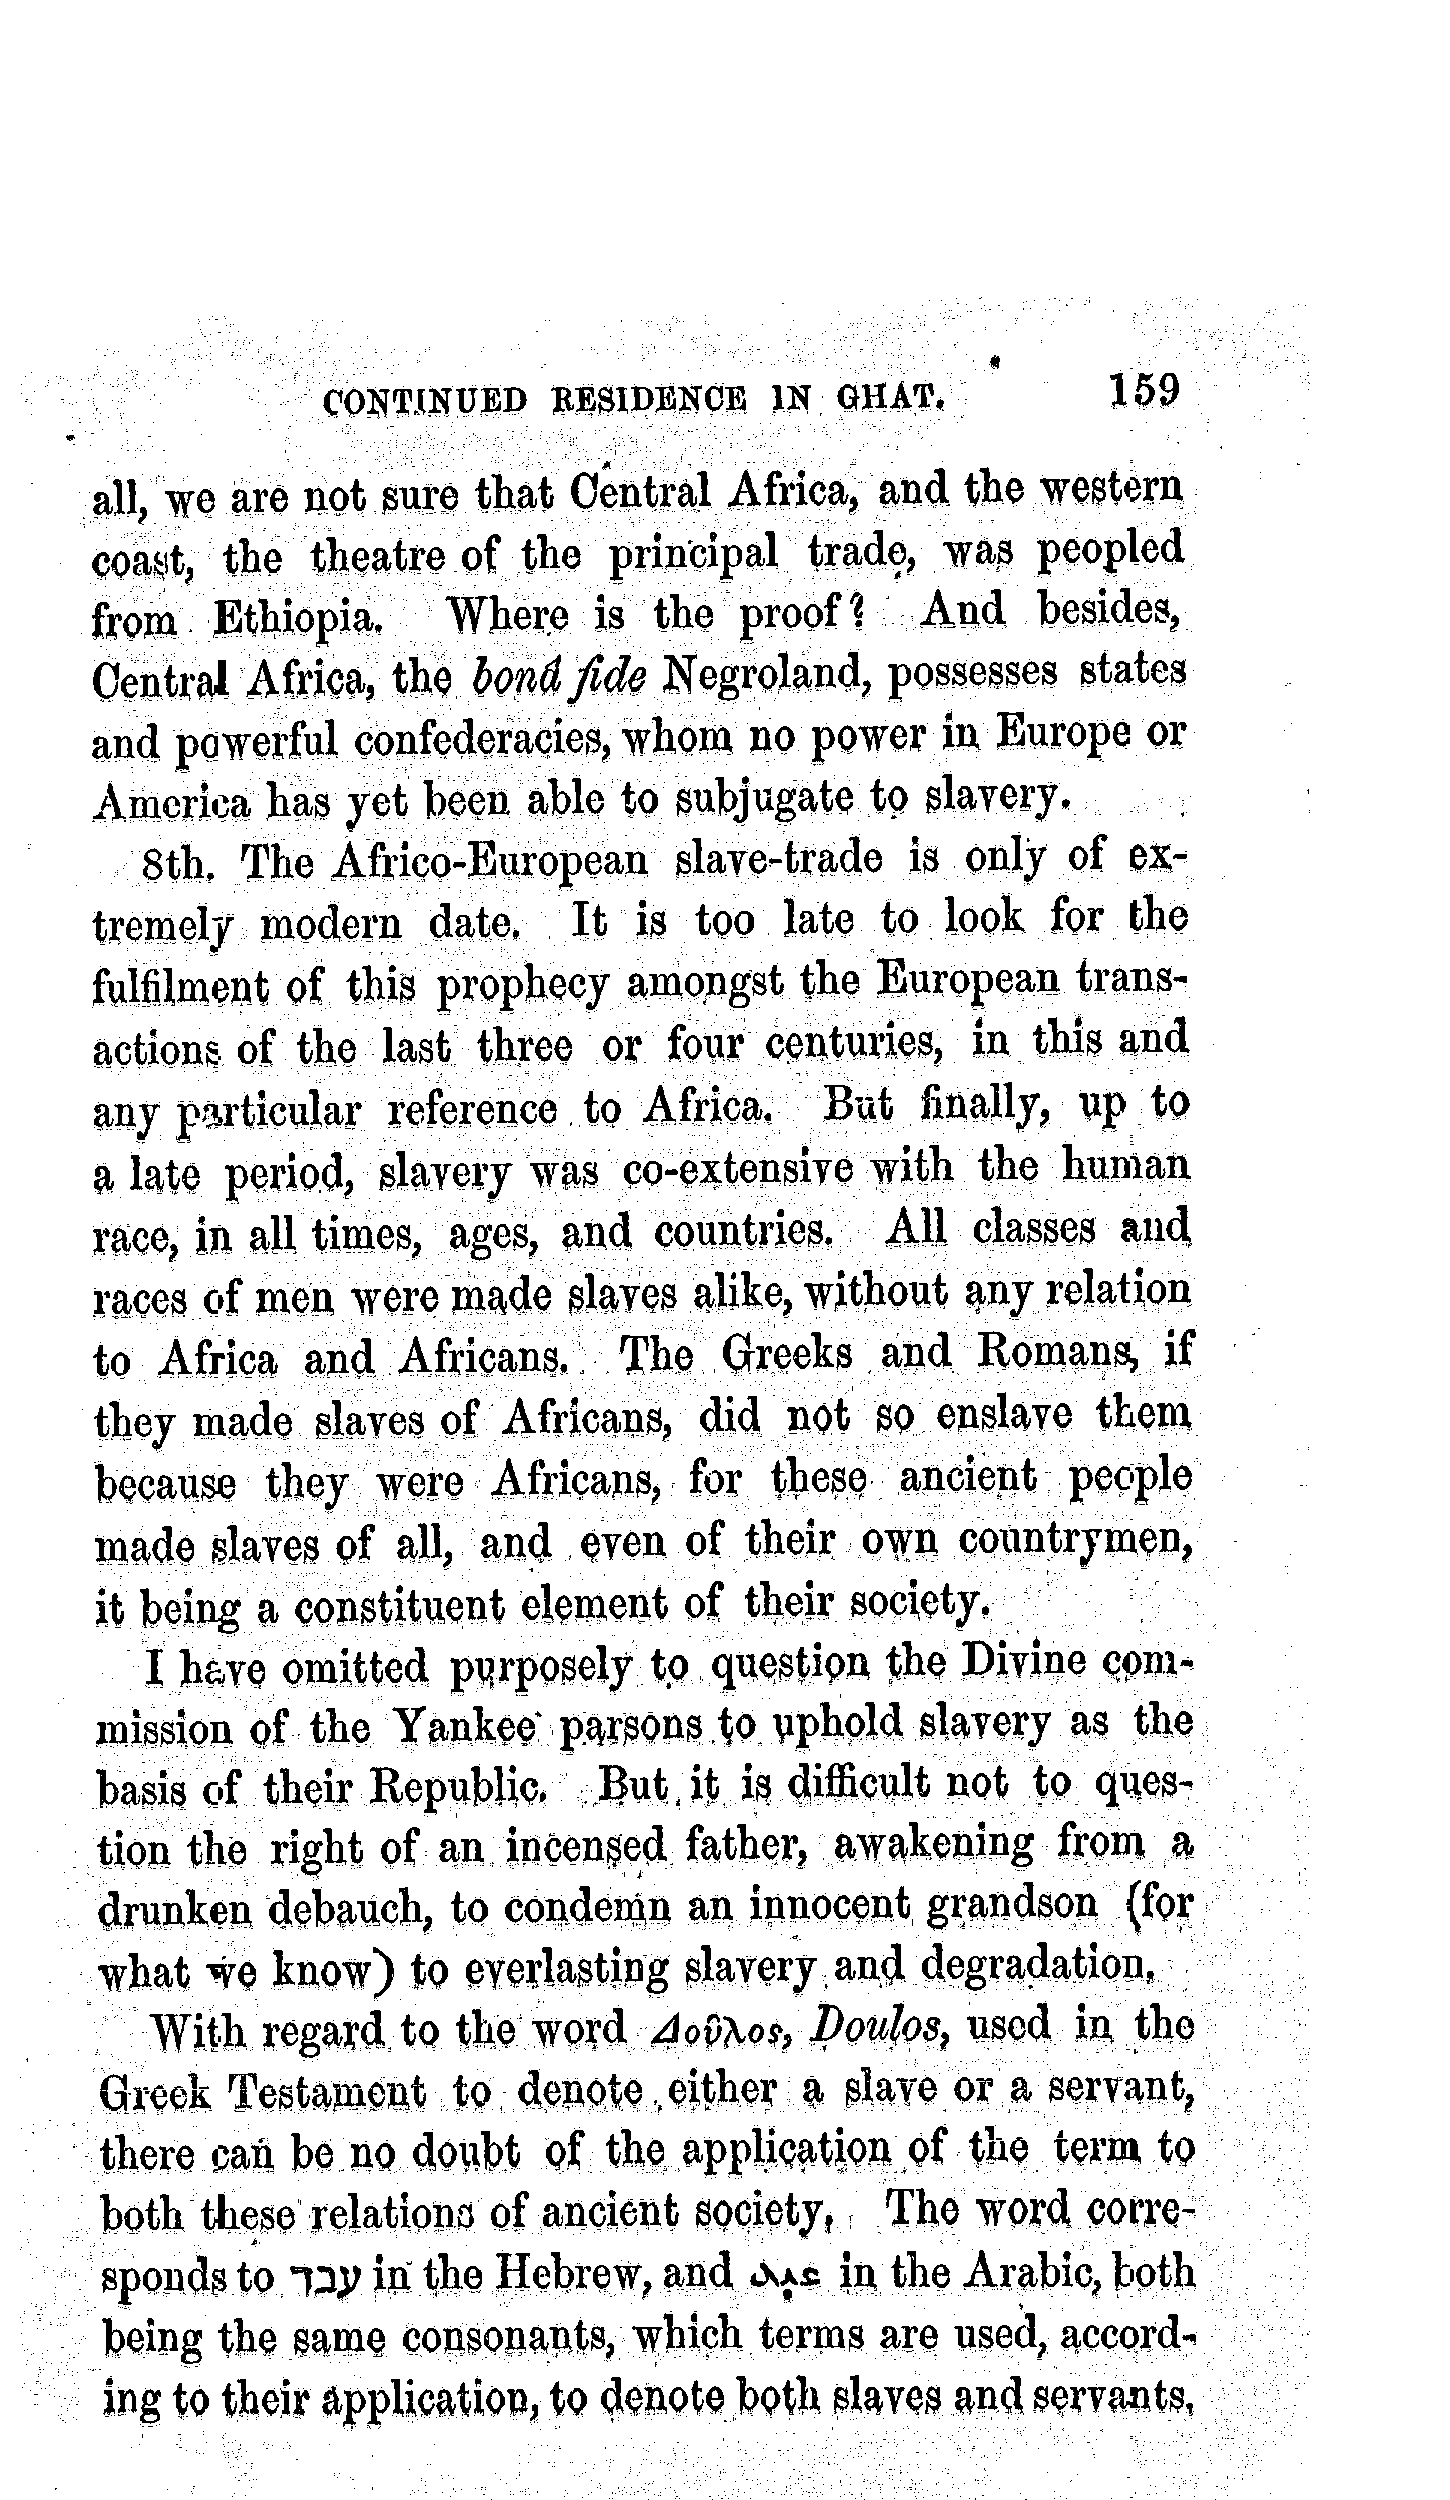 CONTINUED RESIDENCE IN GHAT. 159
all, we are not sure that Central Africa, and the western
coast, the theatre of the principal trade, was peopled
from Ethiopia. Where is the proof? And besides,
Central Africa, the bonâ fide Negroland, possesses states
and powerful confederacies, whom no power in Europe or
America has yet been able to subjugate to slavery.
8th. The Africo-European slave-trade is only of ex-
tremely modern date. It is too late to look for the
fulfilment of this prophecy amongst the European trans-
actions of the last three or four centuries, in this and
any particular reference to Africa. But finally, up to
a late period, slavery was co-extensive with the human
race, in all times, ages, and countries. All classes and
races of men were made slaves alike, without any relation
to Africa and Africans. The Greeks and Romans, if
they made slaves of Africans, did not so enslave them
because they were Africans, for these ancient people
made slaves of all, and even of their own countrymen,
it being a constituent element of their society.
I have omitted purposely to question the Divine com-
mission of the Yankee parsons to uphold slavery as the
basis of their Republic. But it is difficult not to ques-
tion the right of an incensed father, awakening from a
drunken debauch, to condemn an innocent grandson (for
what we know) to everlasting slavery and degradation.
With regard to the word Δοῦλος, Doulos, used in the
Greek Testament to denote either a slave or a servant,
there can be no doubt of the application of the term to
both these relations of ancient society. The word corre-
sponds to עבד in the Hebrew, and عبد in the Arabic, both
being the same consonants, which terms are used, accord-
ing to their application, to denote both slaves and servants.